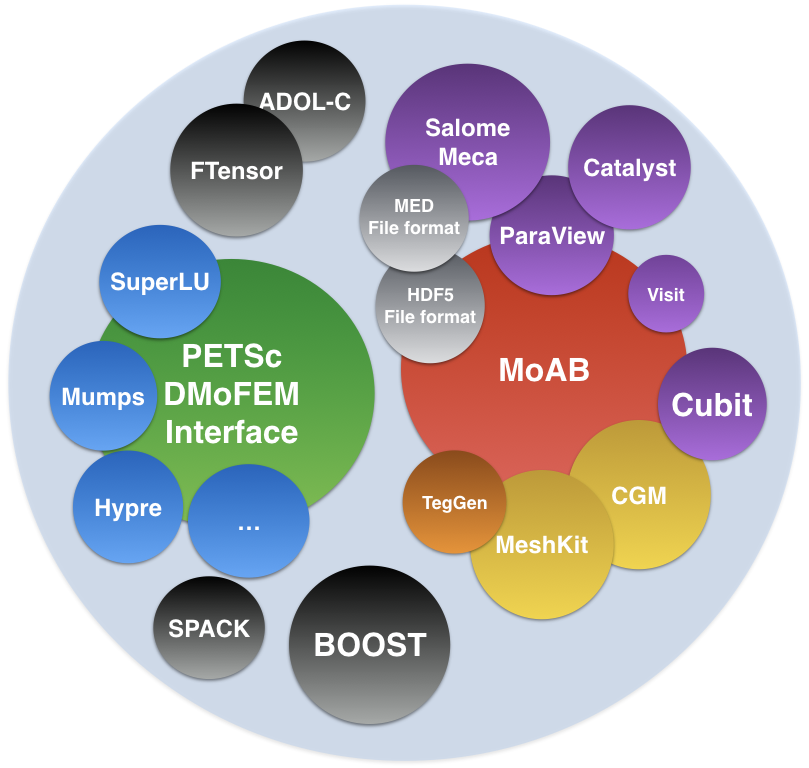 ADOL-C
FTensor
Salome
Meca
Catalyst
MED
File format
ParaView
SuperLU
HDF5
File format
Visit
PETSc
DMoFEM
Interface
MoAB
Mumps
Cubit
Hypre
...
TegGen
CGM
MeshKit
SPACK
BOOST